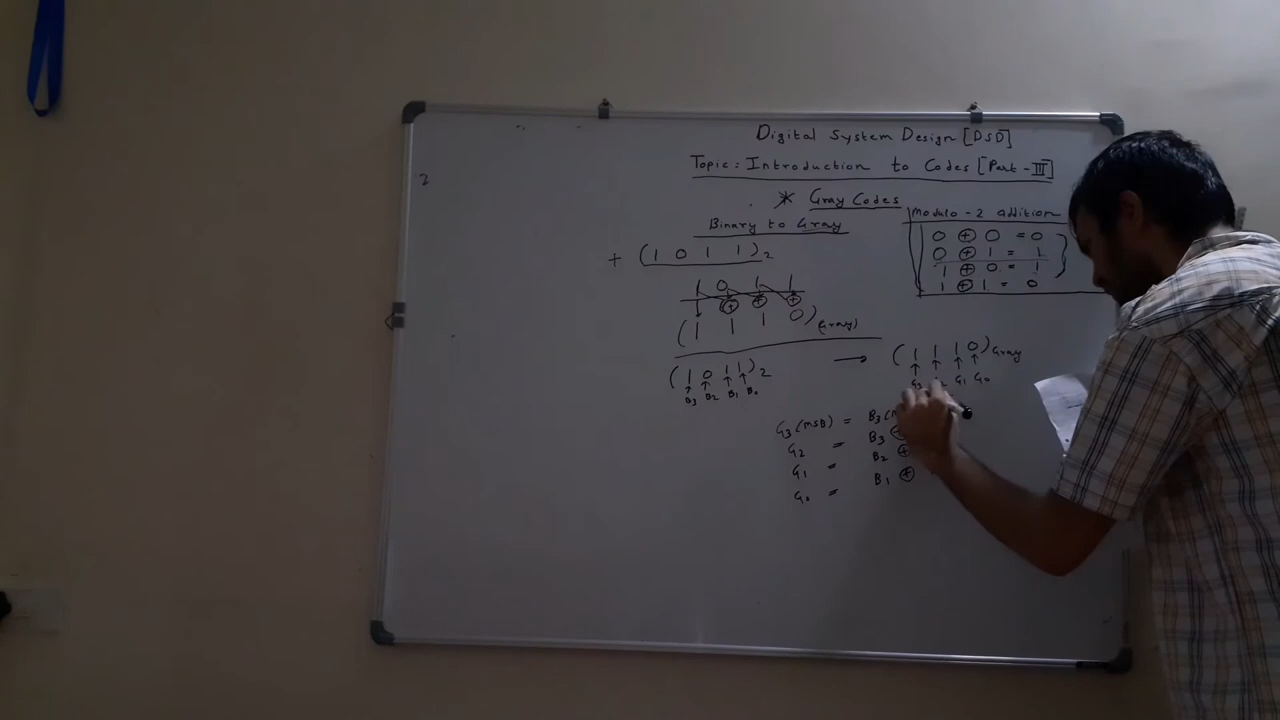 Digital System Design [DSD]
Topic: Introduction to Codes [Part-III]
* Gray Codes
Binary to Gray
+ (1 0 1 1)₂
1 0 1 1
⊕ ⊕ ⊕
(1 1 1 0)Gray
Modulo-2 addition
0 ⊕ 0 = 0
0 ⊕ 1 = 1
1 ⊕ 0 = 1
1 ⊕ 1 = 0
(1 0 1 1)₂ → (1 1 1 0)Gray
B₃ B₂ B₁ B₀
G₃ G₁ G₀
G₃(MSB) = B₃
G₂ = B₃
G₁ = B₂ ⊕
G₀ = B₁ ⊕